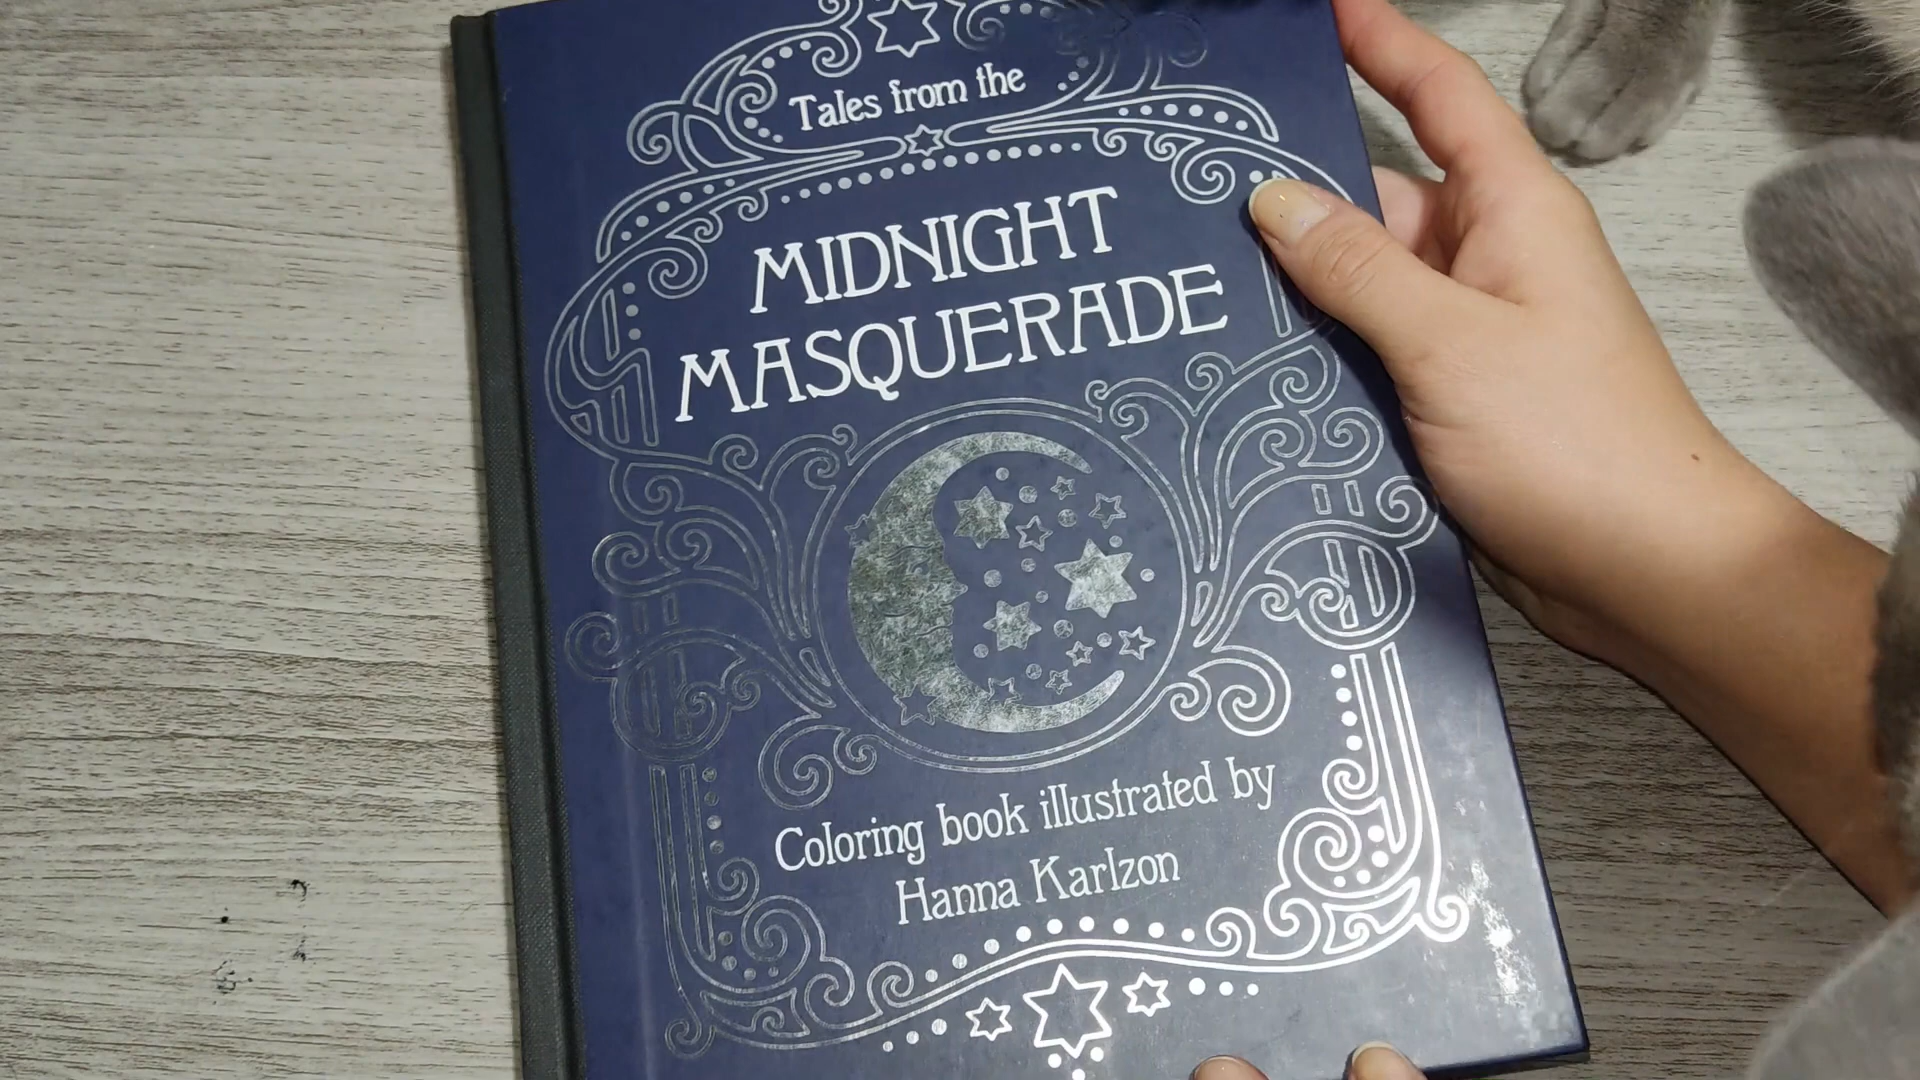 Tales from the
MIDNIGHT
MASQUERADE
Coloring book illustrated by
Hanna Karlzon